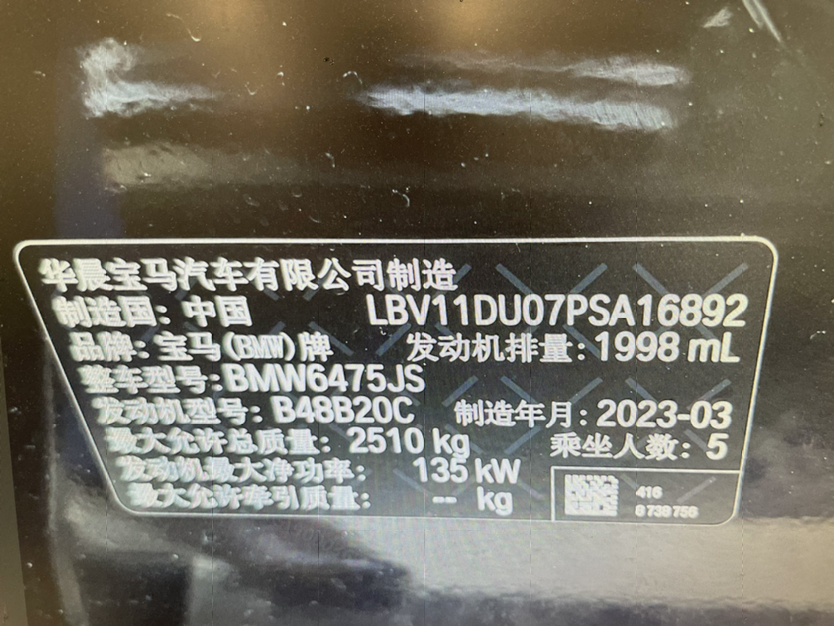 华晨宝马汽车有限公司制造
制造国：中国 LBV11DU07PSA16892
品牌：宝马(BMW)牌 发动机排量：1998 mL
整车型号：BMW6475JS
发动机型号：B48B20C 制造年月：2023-03
最大允许总质量：2510 kg 乘坐人数：5
发动机最大净功率：135 kW
最大允许牵引质量：-- kg
416
8 739 756